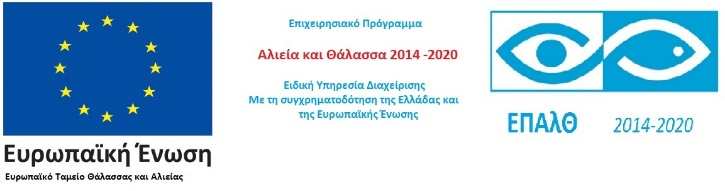 Ευρωπαϊκή Ένωση
Ευρωπαϊκό Ταμείο Θάλασσας και Αλιείας
Επιχειρησιακό Πρόγραμμα
Αλιεία και Θάλασσα 2014 -2020
Ειδική Υπηρεσία Διαχείρισης
Με τη συγχρηματοδότηση της Ελλάδας και
της Ευρωπαϊκής Ένωσης
ΕΠΑλΘ 2014-2020